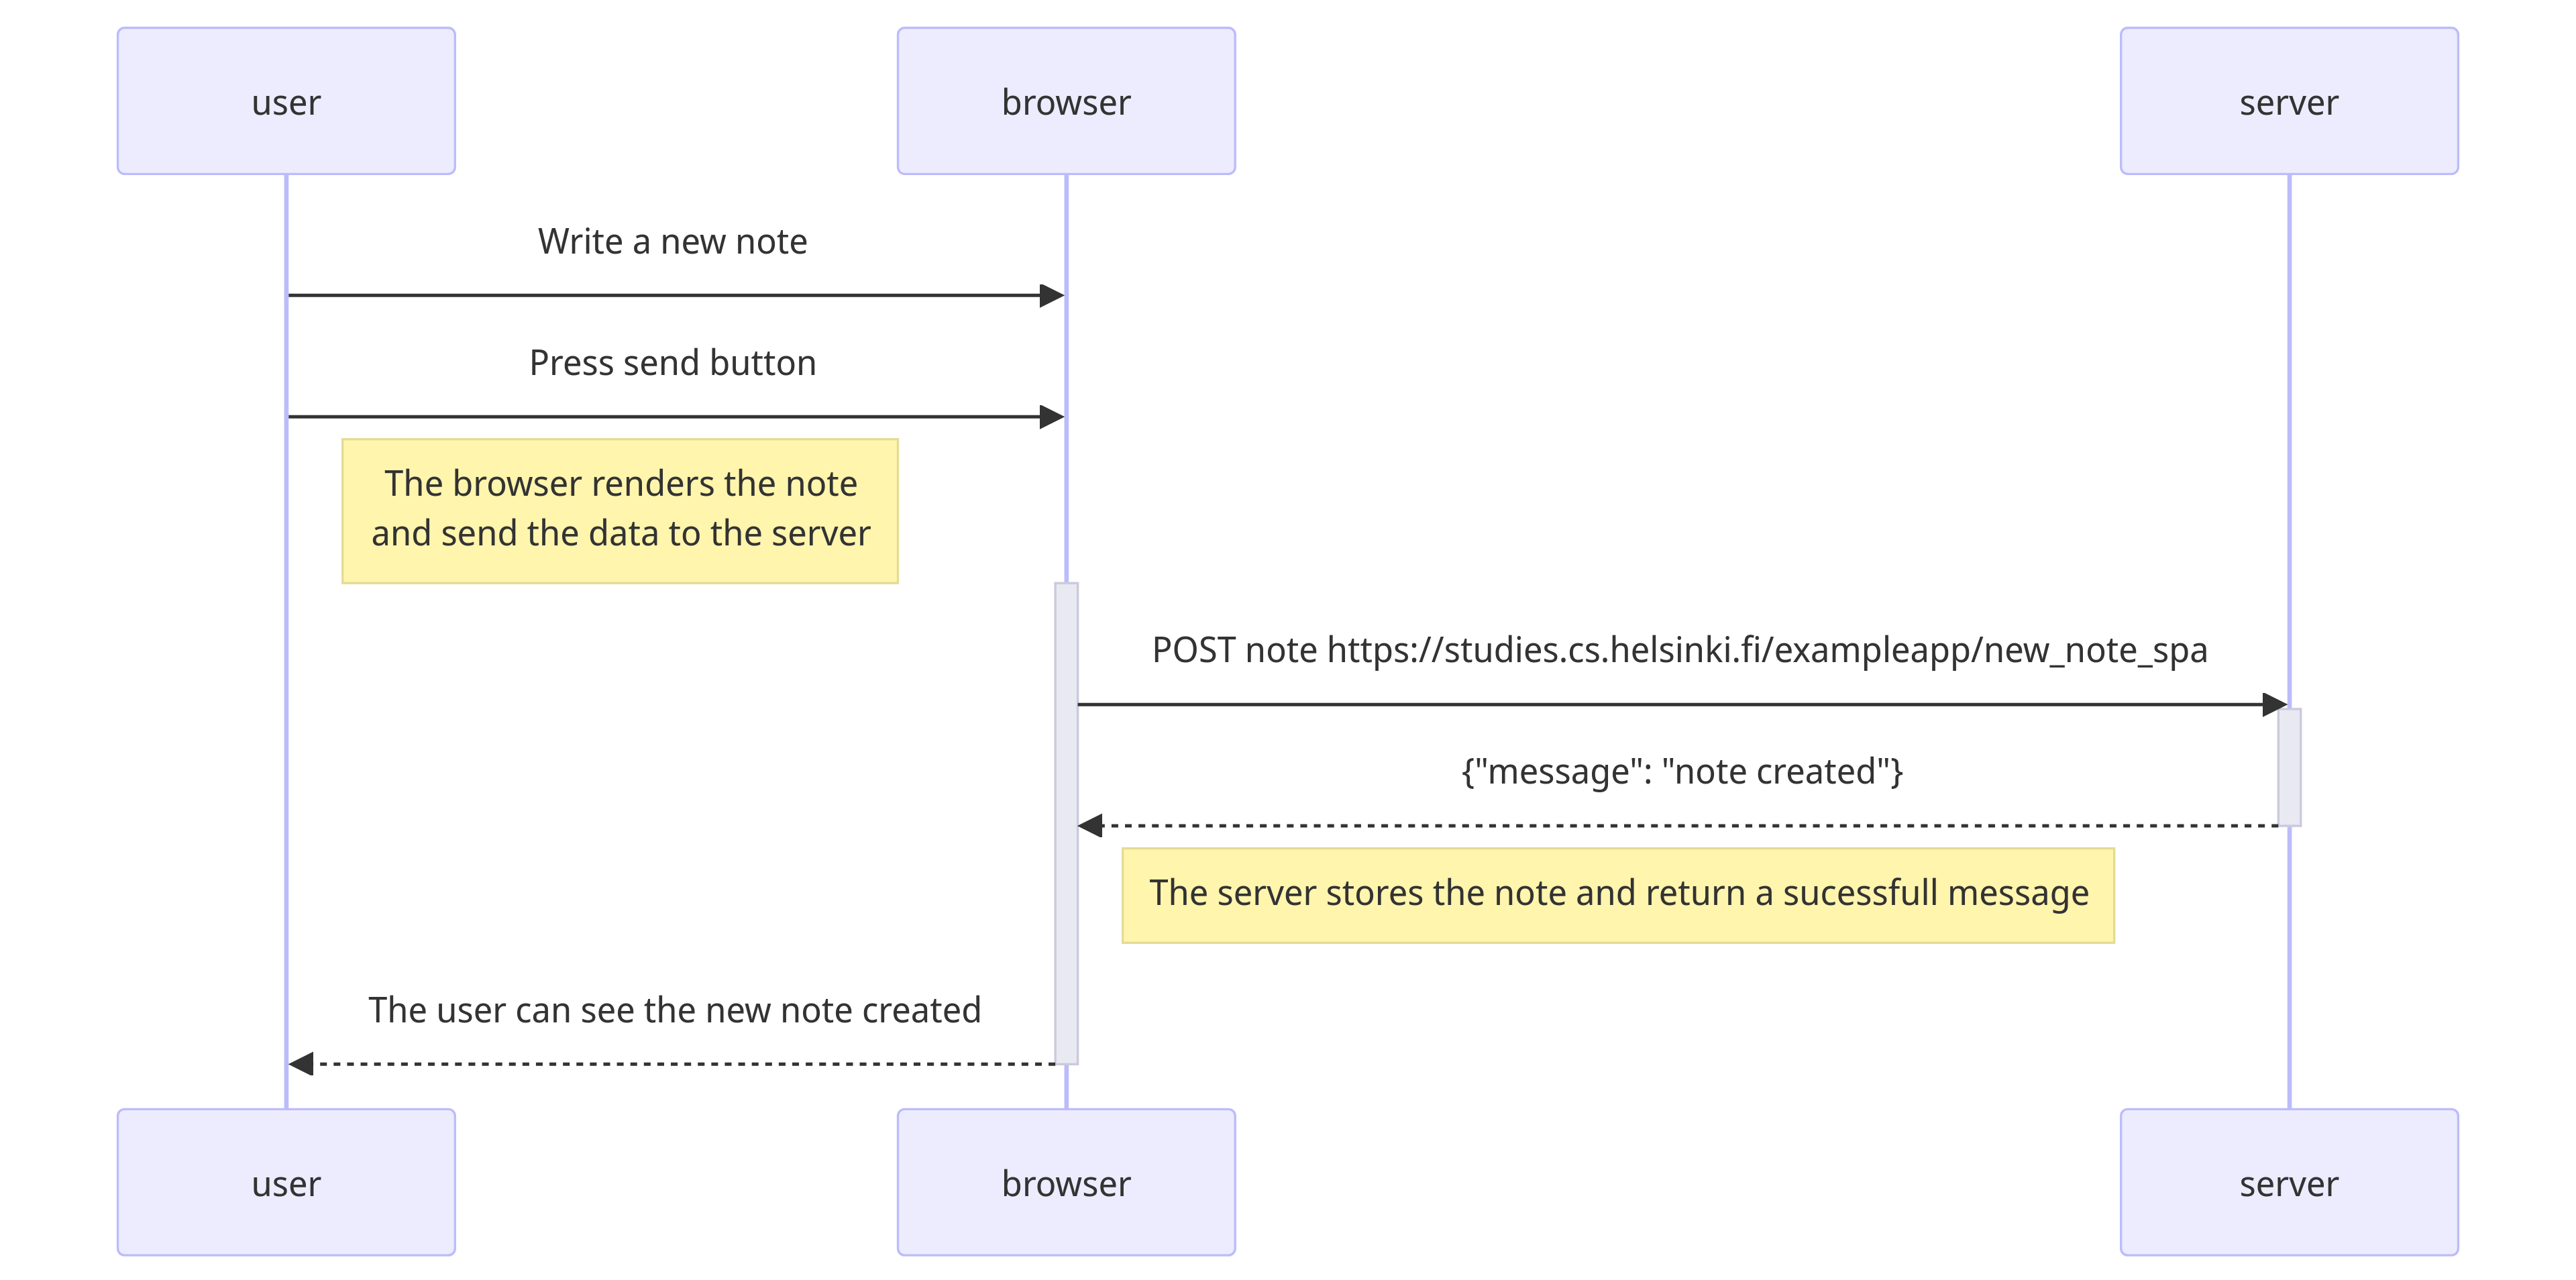 user
browser
server
Write a new note
Press send button
The browser renders the note
and send the data to the server
POST note https://studies.cs.helsinki.fi/exampleapp/new_note_spa
{"message": "note created"}
The server stores the note and return a sucessfull message
The user can see the new note created
user
browser
server